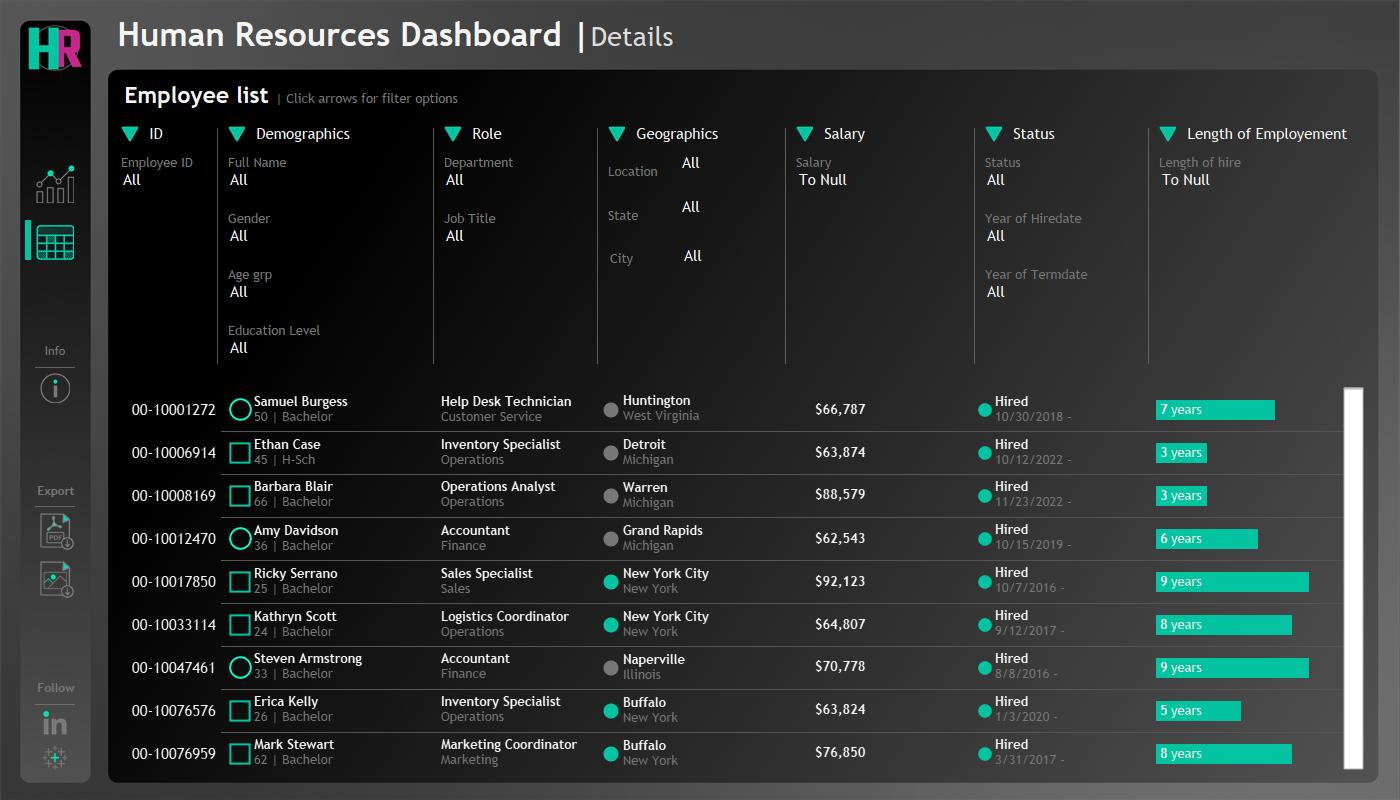 HR
Human Resources Dashboard | Details
Employee list | Click arrows for filter options
ID
Demographics
Role
Geographics
Salary
Status
Length of Employement
Employee ID
All
Full Name
All
Gender
All
Age grp
All
Education Level
All
Department
All
Job Title
All
Location All
State All
City All
Salary
To Null
Status
All
Year of Hiredate
All
Year of Termdate
All
Length of hire
To Null
Info
i
Export
PDF
Follow
in
00-10001272 Samuel Burgess Help Desk Technician Huntington $66,787 Hired 7 years
50 | Bachelor Customer Service West Virginia 10/30/2018 -
00-10006914 Ethan Case Inventory Specialist Detroit $63,874 Hired 3 years
45 | H-Sch Operations Michigan 10/12/2022 -
00-10008169 Barbara Blair Operations Analyst Warren $88,579 Hired 3 years
66 | Bachelor Operations Michigan 11/23/2022 -
00-10012470 Amy Davidson Accountant Grand Rapids $62,543 Hired 6 years
36 | Bachelor Finance Michigan 10/15/2019 -
00-10017850 Ricky Serrano Sales Specialist New York City $92,123 Hired 9 years
25 | Bachelor Sales New York 10/7/2016 -
00-10033114 Kathryn Scott Logistics Coordinator New York City $64,807 Hired 8 years
24 | Bachelor Operations New York 9/12/2017 -
00-10047461 Steven Armstrong Accountant Naperville $70,778 Hired 9 years
33 | Bachelor Finance Illinois 8/8/2016 -
00-10076576 Erica Kelly Inventory Specialist Buffalo $63,824 Hired 5 years
26 | Bachelor Operations New York 1/3/2020 -
00-10076959 Mark Stewart Marketing Coordinator Buffalo $76,850 Hired 8 years
62 | Bachelor Marketing New York 3/31/2017 -